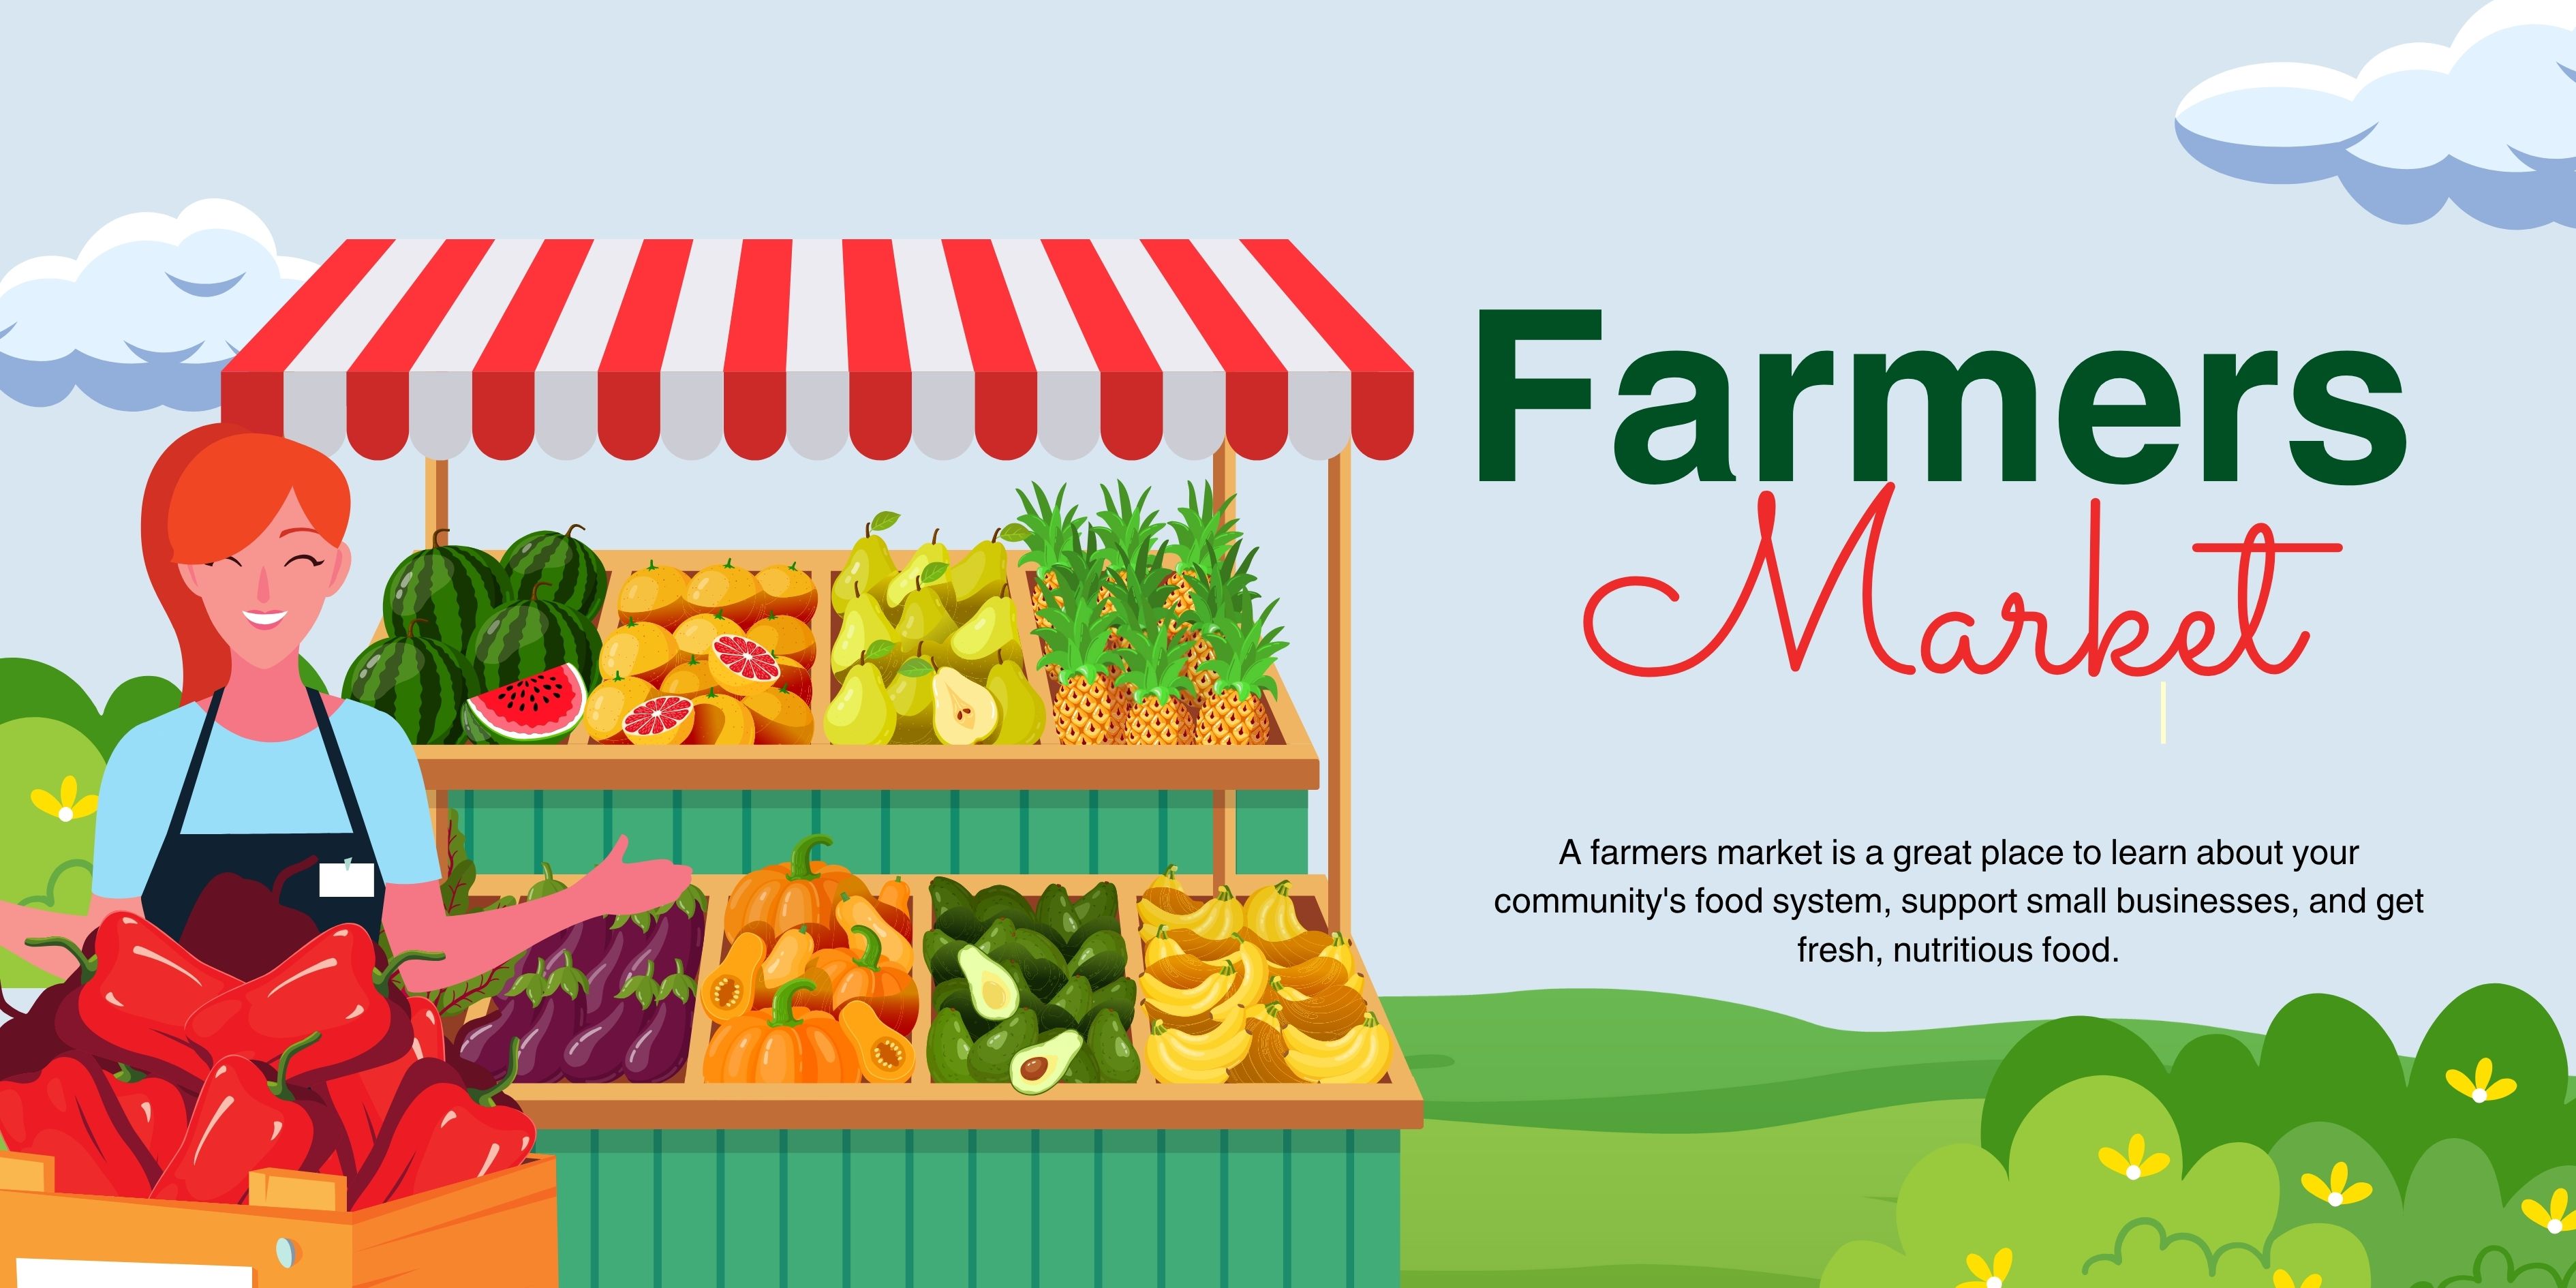 Farmers
Market
A farmers market is a great place to learn about your
community's food system, support small businesses, and get
fresh, nutritious food.